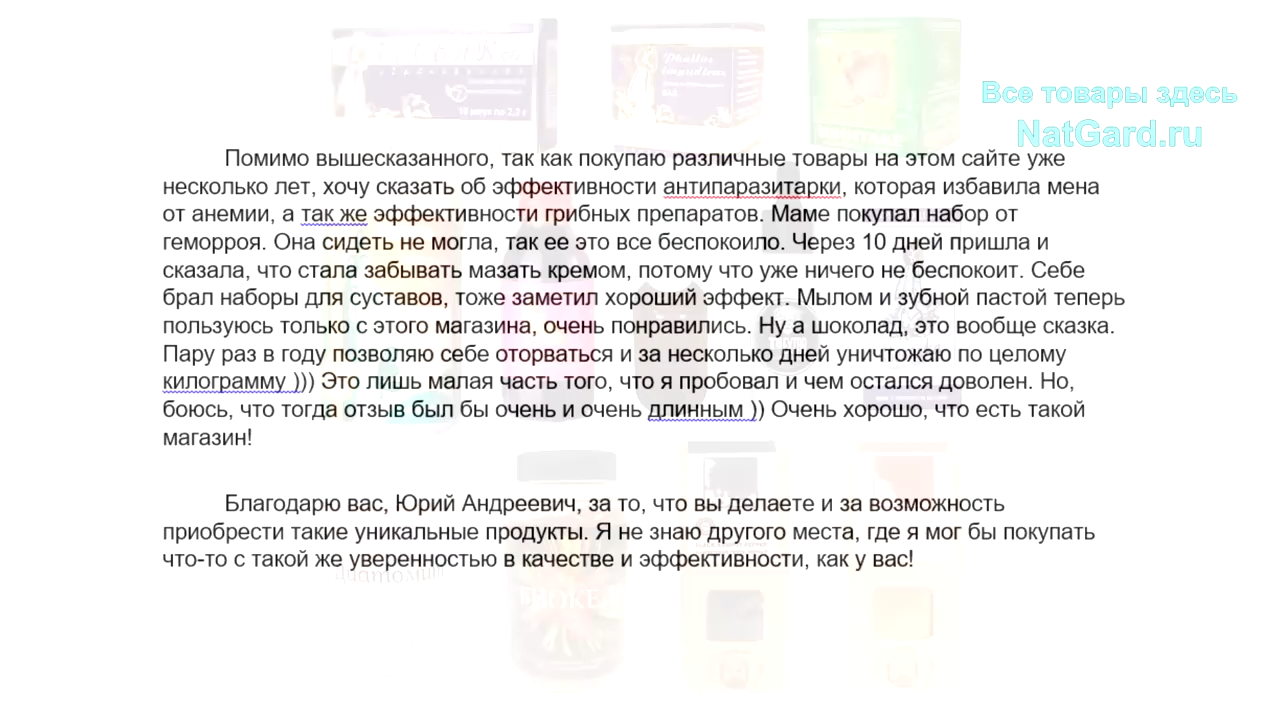 Все товары здесь
NatGard.ru
Помимо вышесказанного, так как покупаю различные товары на этом сайте уже
несколько лет, хочу сказать об эффективности антипаразитарки, которая избавила мена
от анемии, а так же эффективности грибных препаратов. Маме покупал набор от
геморроя. Она сидеть не могла, так ее это все беспокоило. Через 10 дней пришла и
сказала, что стала забывать мазать кремом, потому что уже ничего не беспокоит. Себе
брал наборы для суставов, тоже заметил хороший эффект. Мылом и зубной пастой теперь
пользуюсь только с этого магазина, очень понравились. Ну а шоколад, это вообще сказка.
Пару раз в году позволяю себе оторваться и за несколько дней уничтожаю по целому
килограмму ))) Это лишь малая часть того, что я пробовал и чем остался доволен. Но,
боюсь, что тогда отзыв был бы очень и очень длинным )) Очень хорошо, что есть такой
магазин!
Благодарю вас, Юрий Андреевич, за то, что вы делаете и за возможность
приобрести такие уникальные продукты. Я не знаю другого места, где я мог бы покупать
что-то с такой же уверенностью в качестве и эффективности, как у вас!